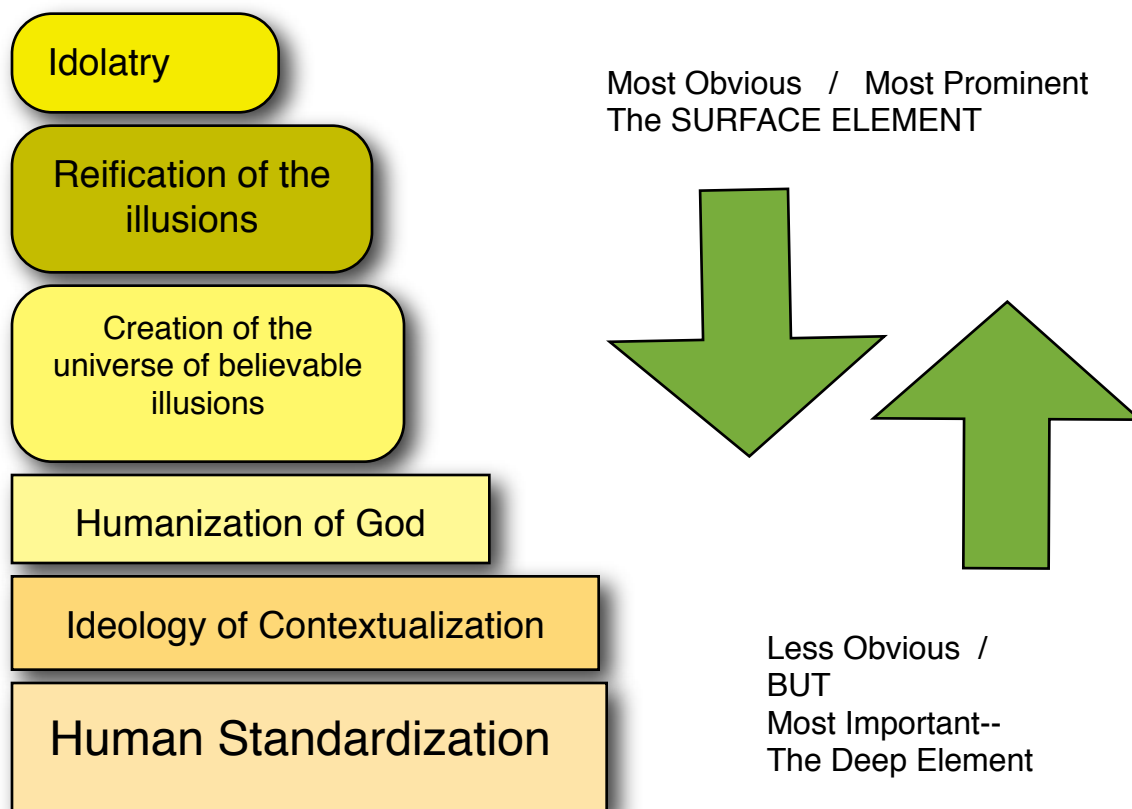 Idolatry
Most Obvious / Most Prominent
The SURFACE ELEMENT
Reification of the
illusions
Creation of the
universe of believable
illusions
Humanization of God
Ideology of Contextualization
Human Standardization
Less Obvious /
BUT
Most Important--
The Deep Element